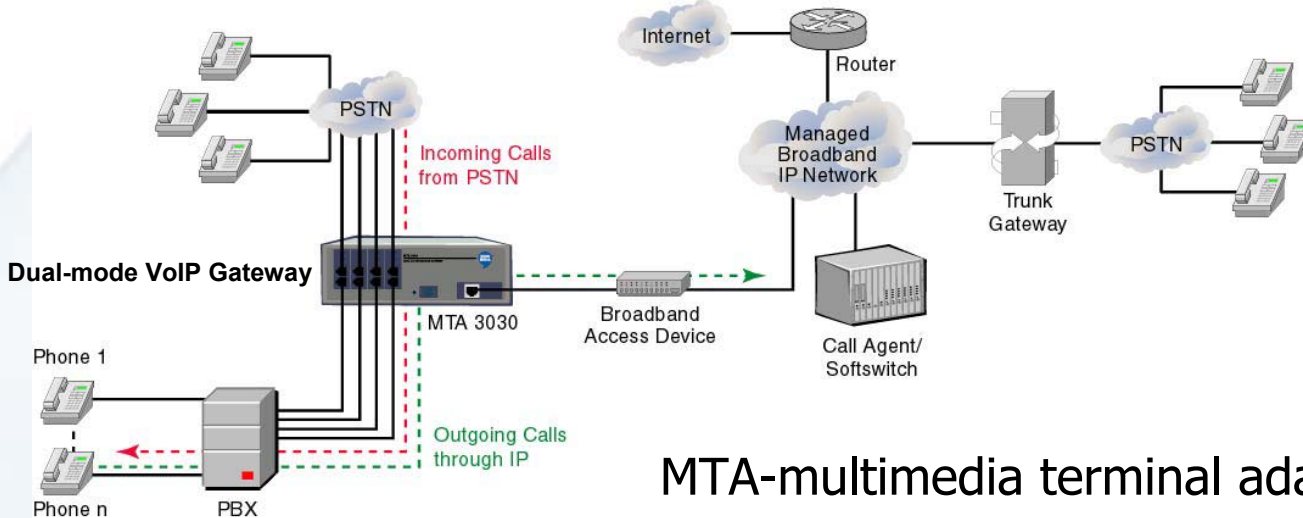 Internet
Router
PSTN
Managed
Broadband
IP Network
PSTN
Incoming Calls
from PSTN
Trunk
Gateway
Dual-mode VoIP Gateway
MTA 3030
Broadband
Access Device
Call Agent/
Softswitch
Phone 1
Outgoing Calls
through IP
Phone n
PBX
MTA-multimedia terminal ada